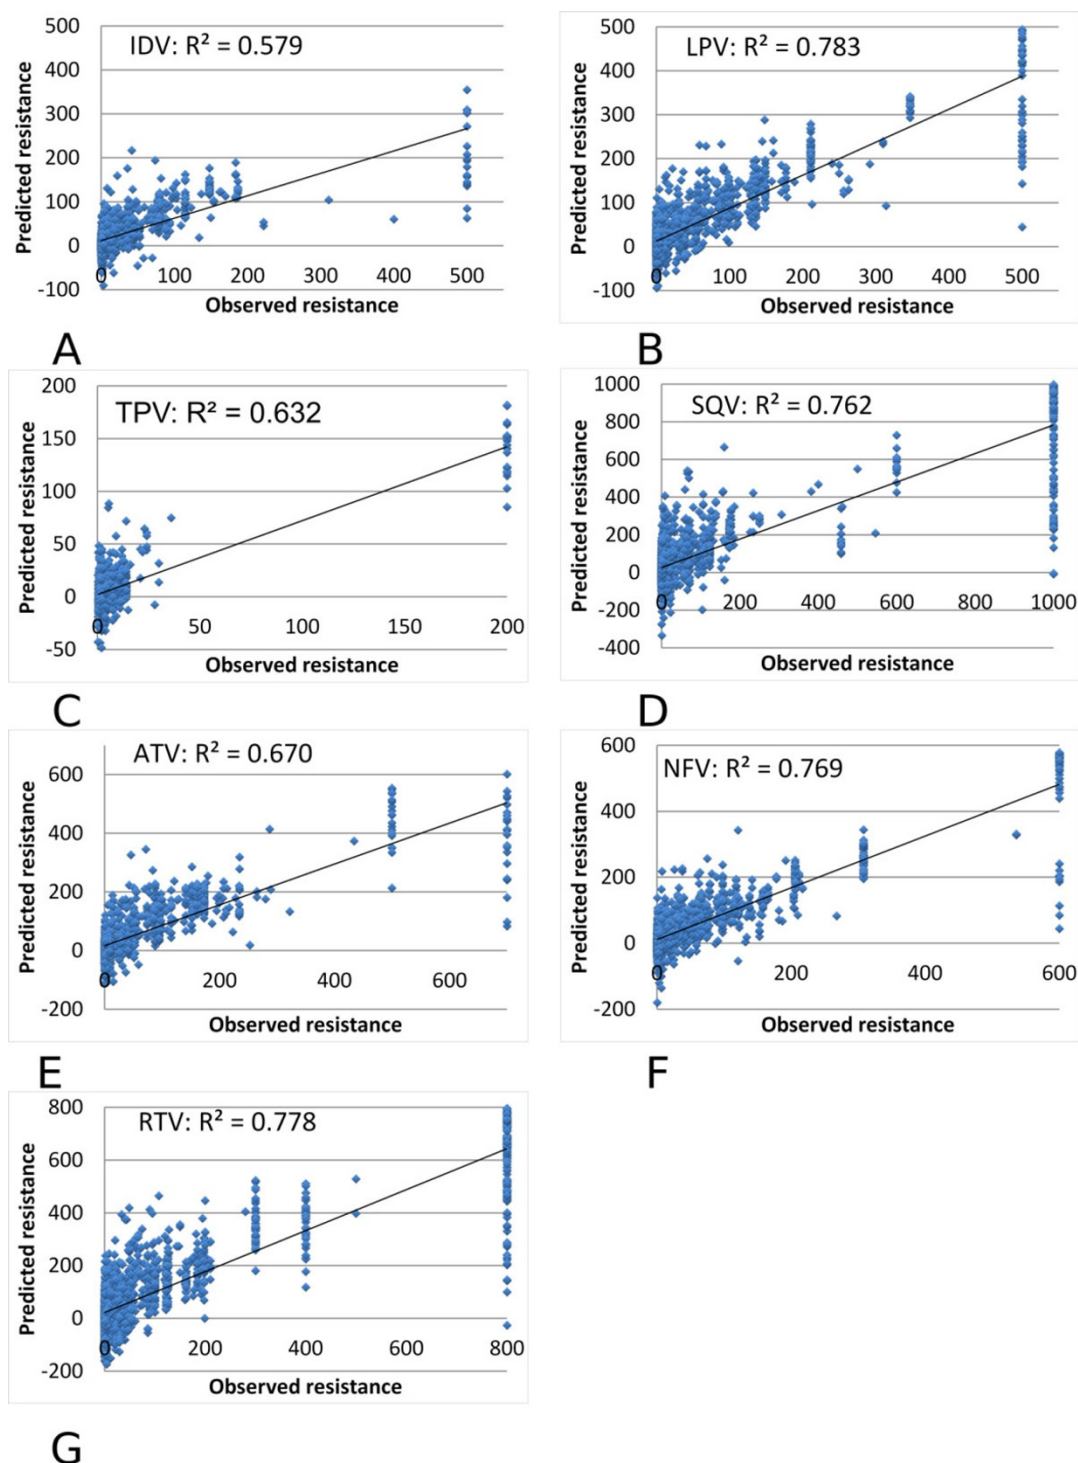 IDV: R² = 0.579
Predicted resistance
500
400
300
200
100
0
-100
0 100 200 300 400 500
Observed resistance
A
LPV: R² = 0.783
Predicted resistance
500
400
300
200
100
0
-100
0 100 200 300 400 500
Observed resistance
B
TPV: R² = 0.632
Predicted resistance
200
150
100
50
0
-50
0 50 100 150 200
Observed resistance
C
SQV: R² = 0.762
Predicted resistance
1000
800
600
400
200
0
-200
-400
0 200 400 600 800 1000
Observed resistance
D
ATV: R² = 0.670
Predicted resistance
600
400
200
0
-200
0 200 400 600
Observed resistance
E
NFV: R² = 0.769
Predicted resistance
600
400
200
0
-200
0 200 400 600
Observed resistance
F
RTV: R² = 0.778
Predicted resistance
800
600
400
200
0
-200
0 200 400 600 800
Observed resistance
G